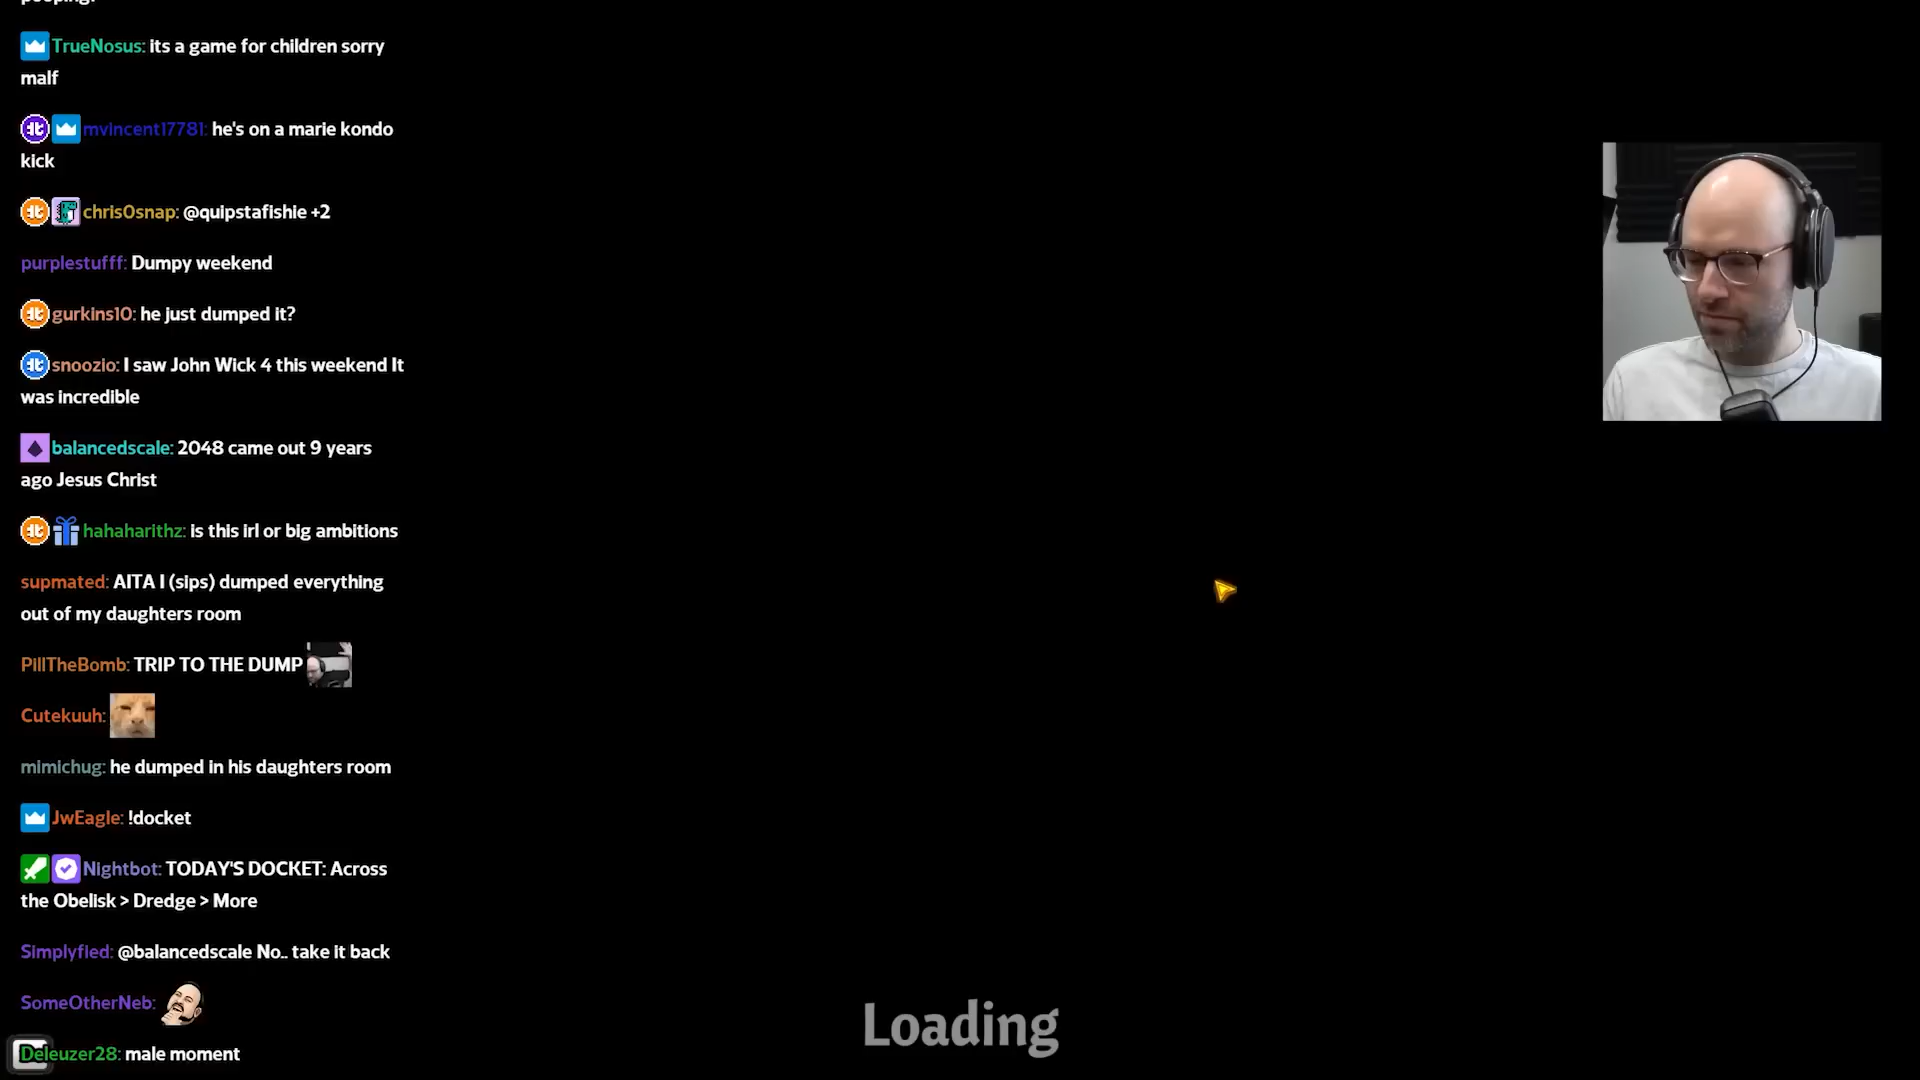 TrueNosus: its a game for children sorry
malf
mvincent17781: he's on a marie kondo
kick
chris0snap: @quipstafishie +2
purplestufff: Dumpy weekend
gurkins10: he just dumped it?
snoozio: I saw John Wick 4 this weekend It
was incredible
balancedscale: 2048 came out 9 years
ago Jesus Christ
hahaharithz: is this irl or big ambitions
supmated: AITA I (sips) dumped everything
out of my daughters room
PillTheBomb: TRIP TO THE DUMP
Cutekuuh:
mimichug: he dumped in his daughters room
JwEagle: !docket
Nightbot: TODAY'S DOCKET: Across
the Obelisk > Dredge > More
Simplyfied: @balancedscale No.. take it back
SomeOtherNeb:
Deleuzer28: male moment
Loading